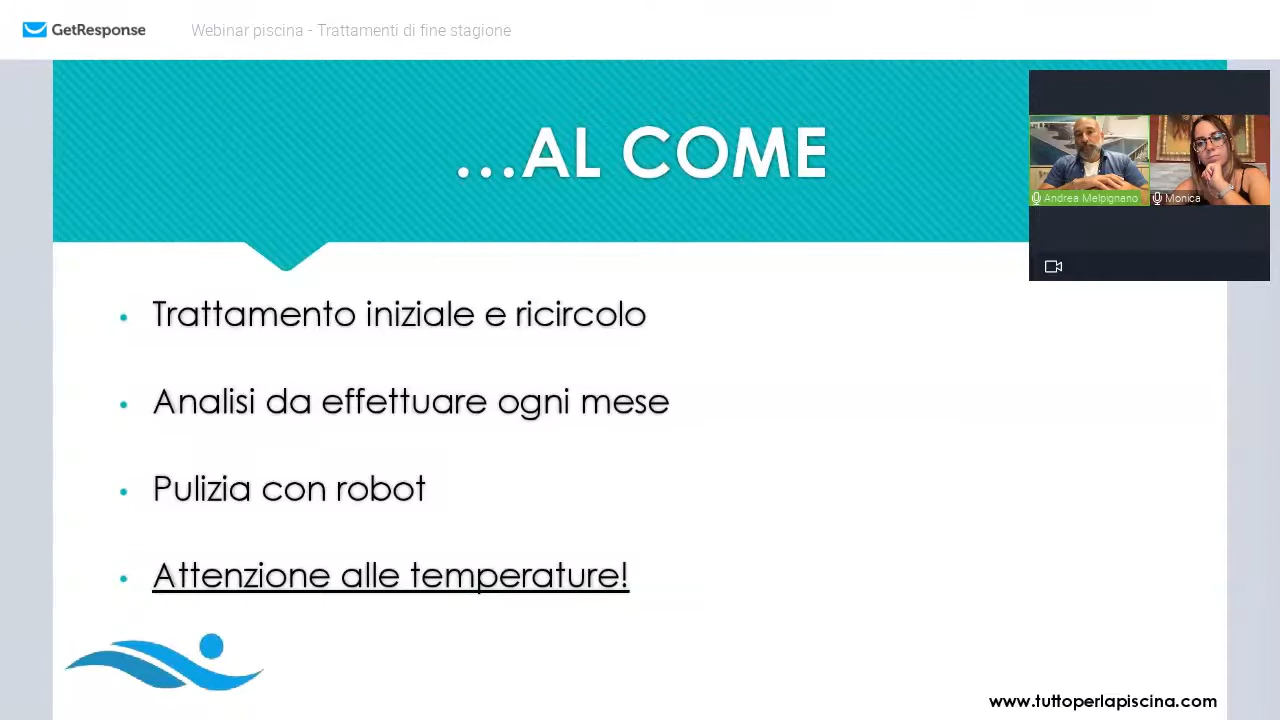 GetResponse
Webinar piscina - Trattamenti di fine stagione
...AL COME
Andrea Melpignano
Monica
• Trattamento iniziale e ricircolo
• Analisi da effettuare ogni mese
• Pulizia con robot
• Attenzione alle temperature!
www.tuttoperlapiscina.com